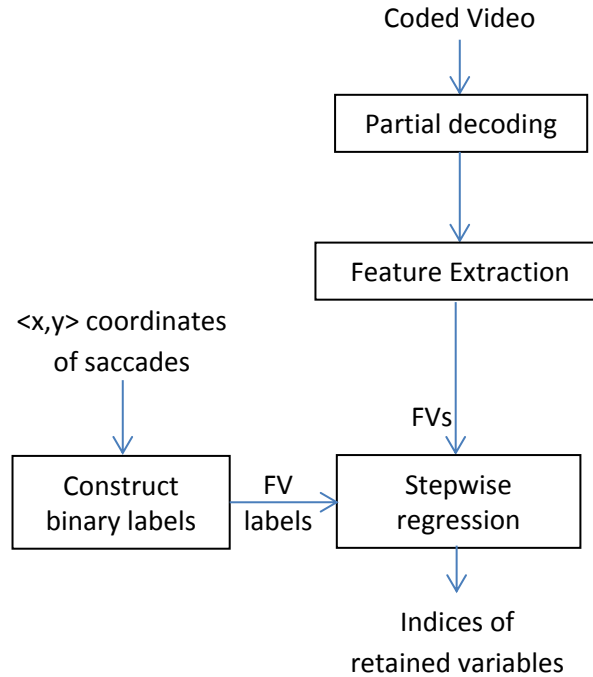 Coded Video
Partial decoding
Feature Extraction
<x,y> coordinates
of saccades
FVs
Construct
binary labels
FV
labels
Stepwise
regression
Indices of
retained variables